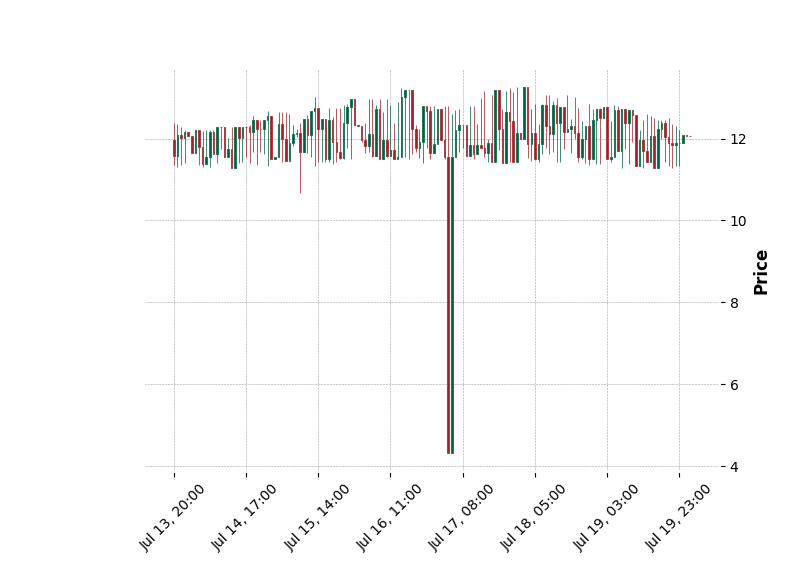 12
10
8
6
4
Price
Jul 13, 20:00
Jul 14, 17:00
Jul 15, 14:00
Jul 16, 11:00
Jul 17, 08:00
Jul 18, 05:00
Jul 19, 03:00
Jul 19, 23:00